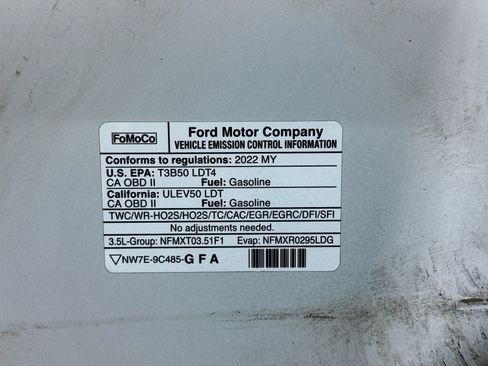 FoMoCo
Ford Motor Company
VEHICLE EMISSION CONTROL INFORMATION
Conforms to regulations: 2022 MY
U.S. EPA: T3B50 LDT4
CA OBD II Fuel: Gasoline
California: ULEV50 LDT
CA OBD II Fuel: Gasoline
TWC/WR-HO2S/HO2S/TC/CAC/EGR/EGRC/DFI/SFI
No adjustments needed.
3.5L-Group: NFMXT03.51F1 Evap: NFMXR0295LDG
NW7E-9C485-GFA